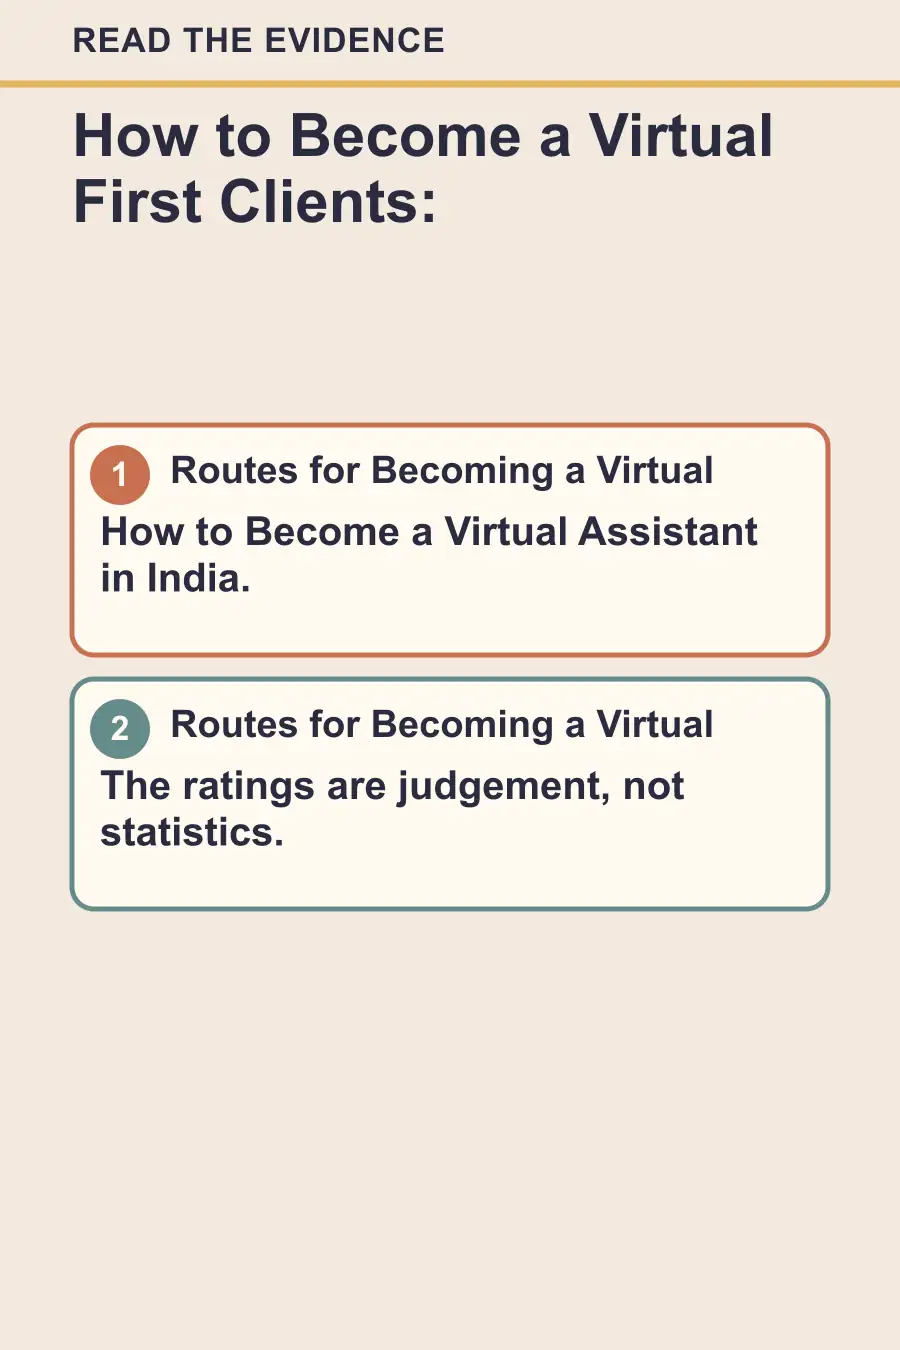 READ THE EVIDENCE
How to Become a Virtual
First Clients:
1
Routes for Becoming a Virtual
How to Become a Virtual Assistant
in India.
2
Routes for Becoming a Virtual
The ratings are judgement, not
statistics.